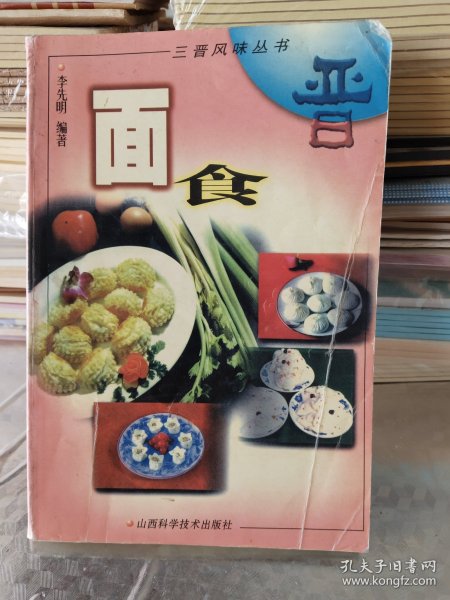 三晋风味丛书
晋
李先明 编著
面
食
山西科学技术出版社
孔夫子旧书网
www.kongfz.com